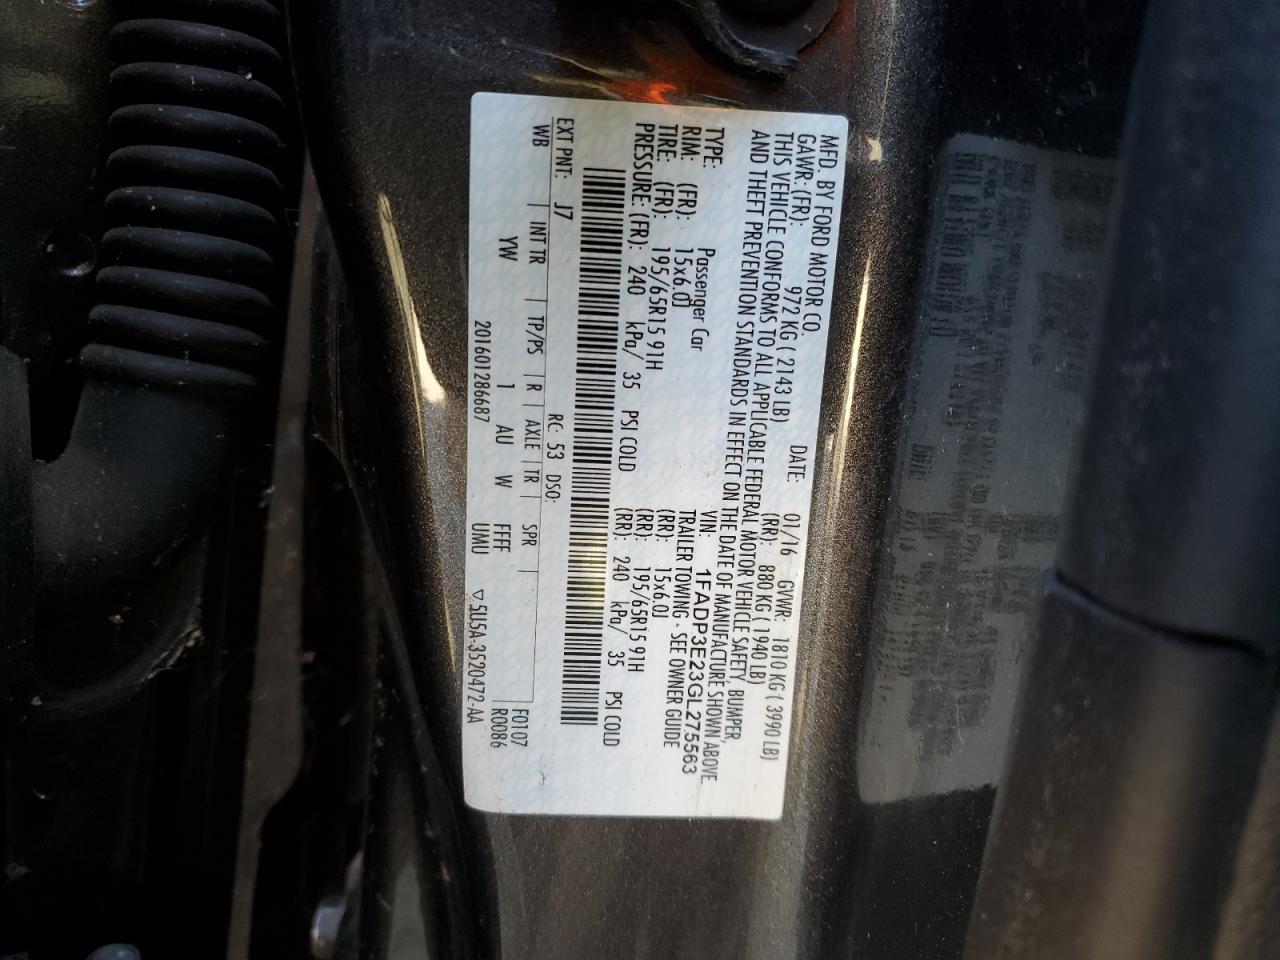 MFD. BY FORD MOTOR CO.
DATE: 01/16 GVWR: 1810 KG ( 3990 LB)
GAWR: (FR): 972 KG ( 2143 LB) (RR): 880 KG ( 1940 LB)
THIS VEHICLE CONFORMS TO ALL APPLICABLE FEDERAL MOTOR VEHICLE SAFETY, BUMPER,
AND THEFT PREVENTION STANDARDS IN EFFECT ON THE DATE OF MANUFACTURE SHOWN ABOVE.
VIN: 1FADP3E23GL275563
TYPE: Passenger Car TRAILER TOWING - SEE OWNER GUIDE
RIM: (FR): 15x6.0J (RR): 15x6.0J
TIRE: (FR): 195/65R15 91H (RR): 195/65R15 91H
PRESSURE: (FR): 240 kPa/ 35 PSI COLD (RR): 240 kPa/ 35 PSI COLD
EXT PNT: J7 RC: 53 DSO: F0107
WB INT TR TP/PS R AXLE TR SPR R0086
YW 1 AU W FFFF
20160128687 UMU ▽5U5A-3520472-AA